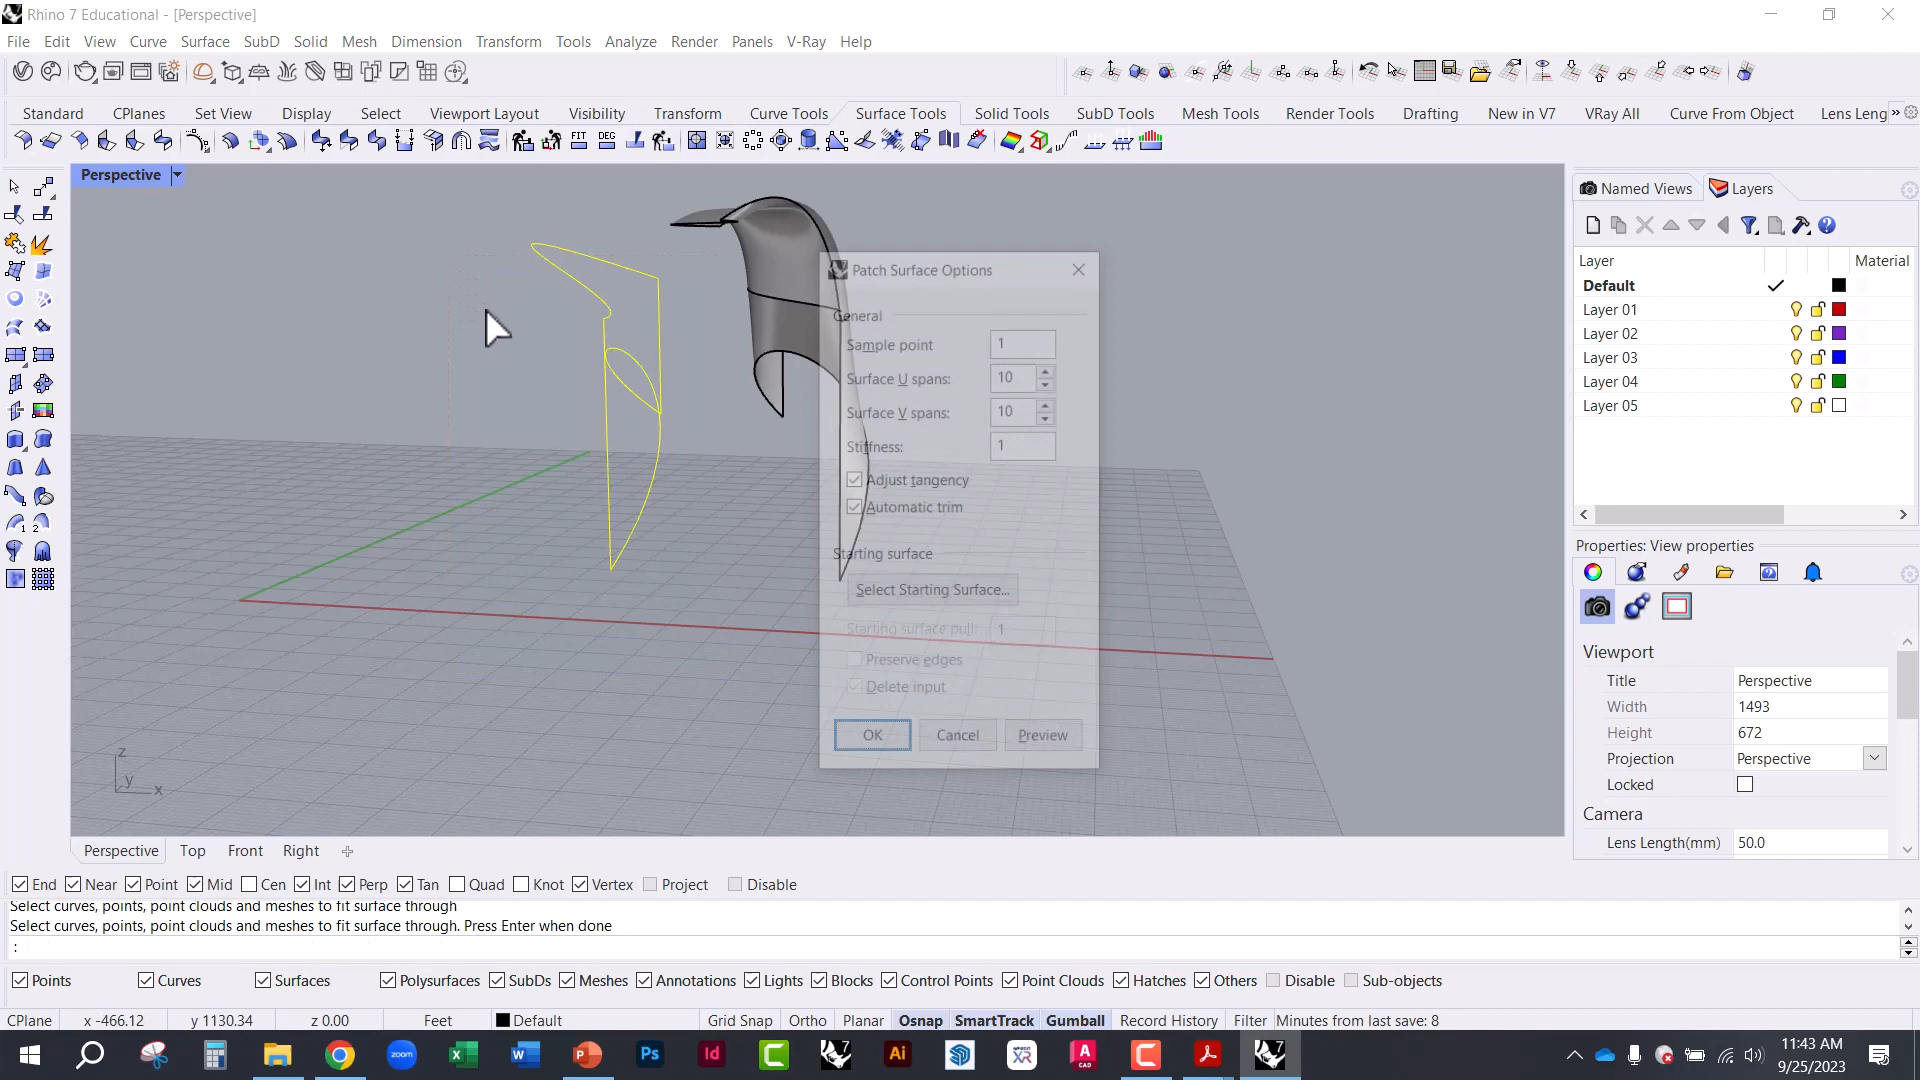 Rhino 7 Educational - [Perspective]
File Edit View Curve Surface SubD Solid Mesh Dimension Transform Tools Analyze Render Panels V-Ray Help
Standard CPlanes Set View Display Select Viewport Layout Visibility Transform Curve Tools Surface Tools Solid Tools SubD Tools Mesh Tools Render Tools Drafting New in V7 VRay All Curve From Object Lens Leng
FIT DEG
Perspective
Named Views Layers
Layer Material
Default
Layer 01
Layer 02
Layer 03
Layer 04
Layer 05
Patch Surface Options
General
Sample point 1
Surface U spans: 10
Surface V spans: 10
Stiffness: 1
Adjust tangency
Automatic trim
Starting surface
Select Starting Surface...
Starting surface pull: 1
Preserve edges
Delete input
OK Cancel Preview
Properties: View properties
Viewport
Title Perspective
Width 1493
Height 672
Projection Perspective
Locked
Camera
Lens Length(mm) 50.0
z
y
x
Perspective Top Front Right
End Near Point Mid Cen Int Perp Tan Quad Knot Vertex Project Disable
Select curves, points, point clouds and meshes to fit surface through
Select curves, points, point clouds and meshes to fit surface through. Press Enter when done
:
Points Curves Surfaces Polysurfaces SubDs Meshes Annotations Lights Blocks Control Points Point Clouds Hatches Others Disable Sub-objects
CPlane x -466.12 y 1130.34 z 0.00 Feet Default Grid Snap Ortho Planar Osnap SmartTrack Gumball Record History Filter Minutes from last save: 8
zoom Ps Ai XR CAD 7
11:43 AM
9/25/2023